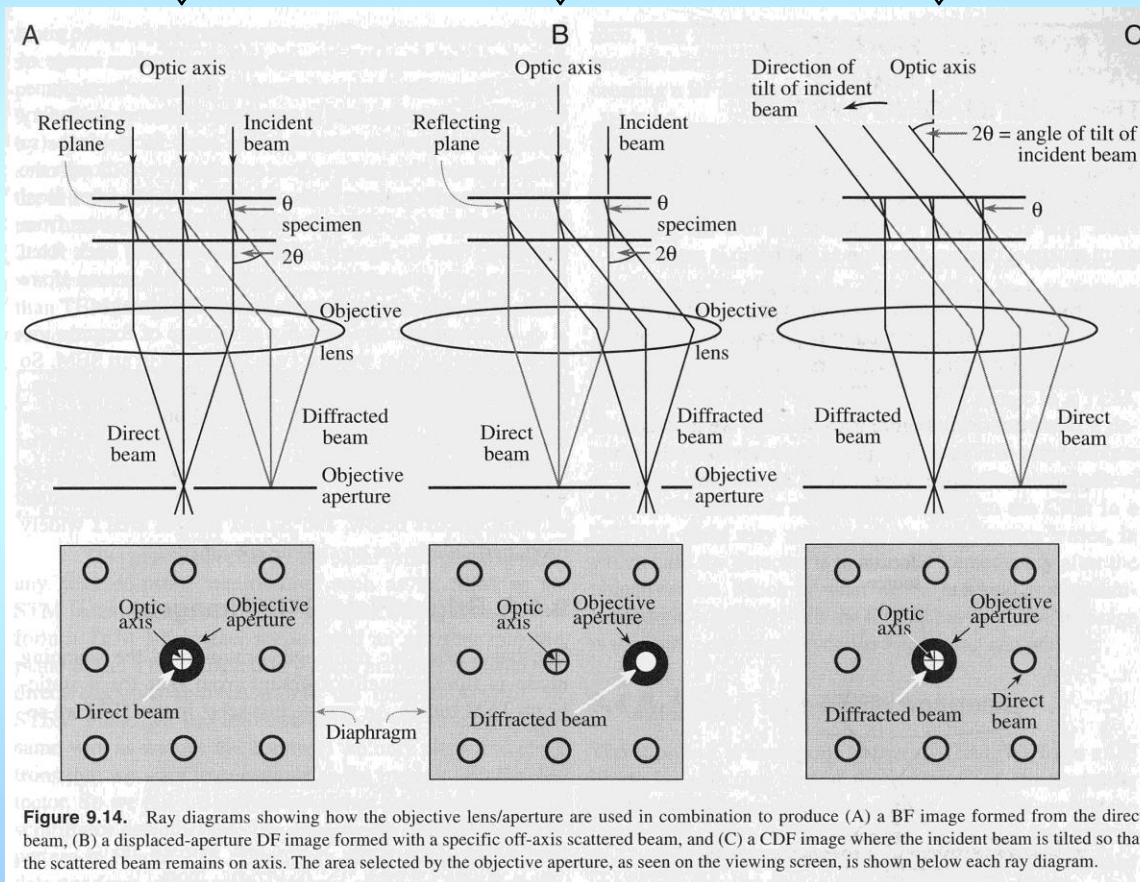 A
B
C
Optic axis
Reflecting
plane
Incident
beam
θ
specimen
2θ
Objective
lens
Direct
beam
Diffracted
beam
Objective
aperture
Optic axis
Reflecting
plane
Incident
beam
θ
specimen
2θ
Objective
lens
Direct
beam
Diffracted
beam
Objective
aperture
Direction of
tilt of incident
beam
Optic axis
2θ = angle of tilt of
incident beam
θ
Diffracted
beam
Direct
beam
Optic
axis
Objective
aperture
Direct beam
Diaphragm
Optic
axis
Objective
aperture
Diffracted beam
Optic
axis
Objective
aperture
Diffracted beam
Direct
beam
Figure 9.14. Ray diagrams showing how the objective lens/aperture are used in combination to produce (A) a BF image formed from the direc
beam, (B) a displaced-aperture DF image formed with a specific off-axis scattered beam, and (C) a CDF image where the incident beam is tilted so tha
the scattered beam remains on axis. The area selected by the objective aperture, as seen on the viewing screen, is shown below each ray diagram.